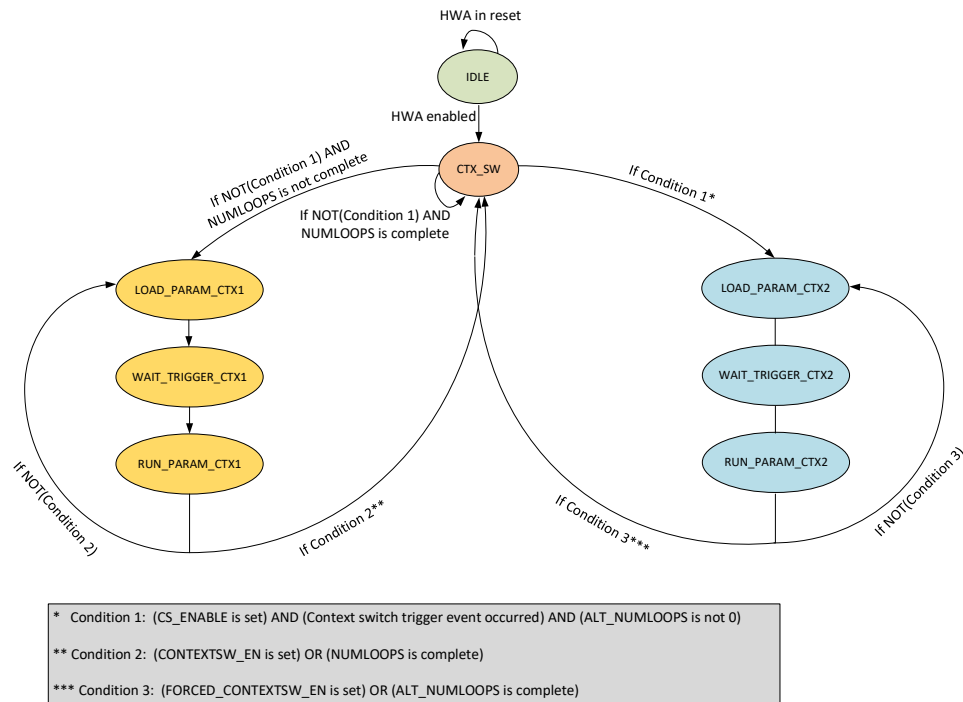 HWA in reset
IDLE
HWA enabled
CTX_SW
If NOT(Condition 1) AND
NUMLOOPS is not complete
If NOT(Condition 1) AND
NUMLOOPS is complete
If Condition 1*
LOAD_PARAM_CTX1
LOAD_PARAM_CTX2
WAIT_TRIGGER_CTX1
WAIT_TRIGGER_CTX2
RUN_PARAM_CTX1
RUN_PARAM_CTX2
If NOT(Condition 2)
If Condition 2**
If Condition 3***
If NOT(Condition 3)
* Condition 1: (CS_ENABLE is set) AND (Context switch trigger event occurred) AND (ALT_NUMLOOPS is not 0)
** Condition 2: (CONTEXTSW_EN is set) OR (NUMLOOPS is complete)
*** Condition 3: (FORCED_CONTEXTSW_EN is set) OR (ALT_NUMLOOPS is complete)